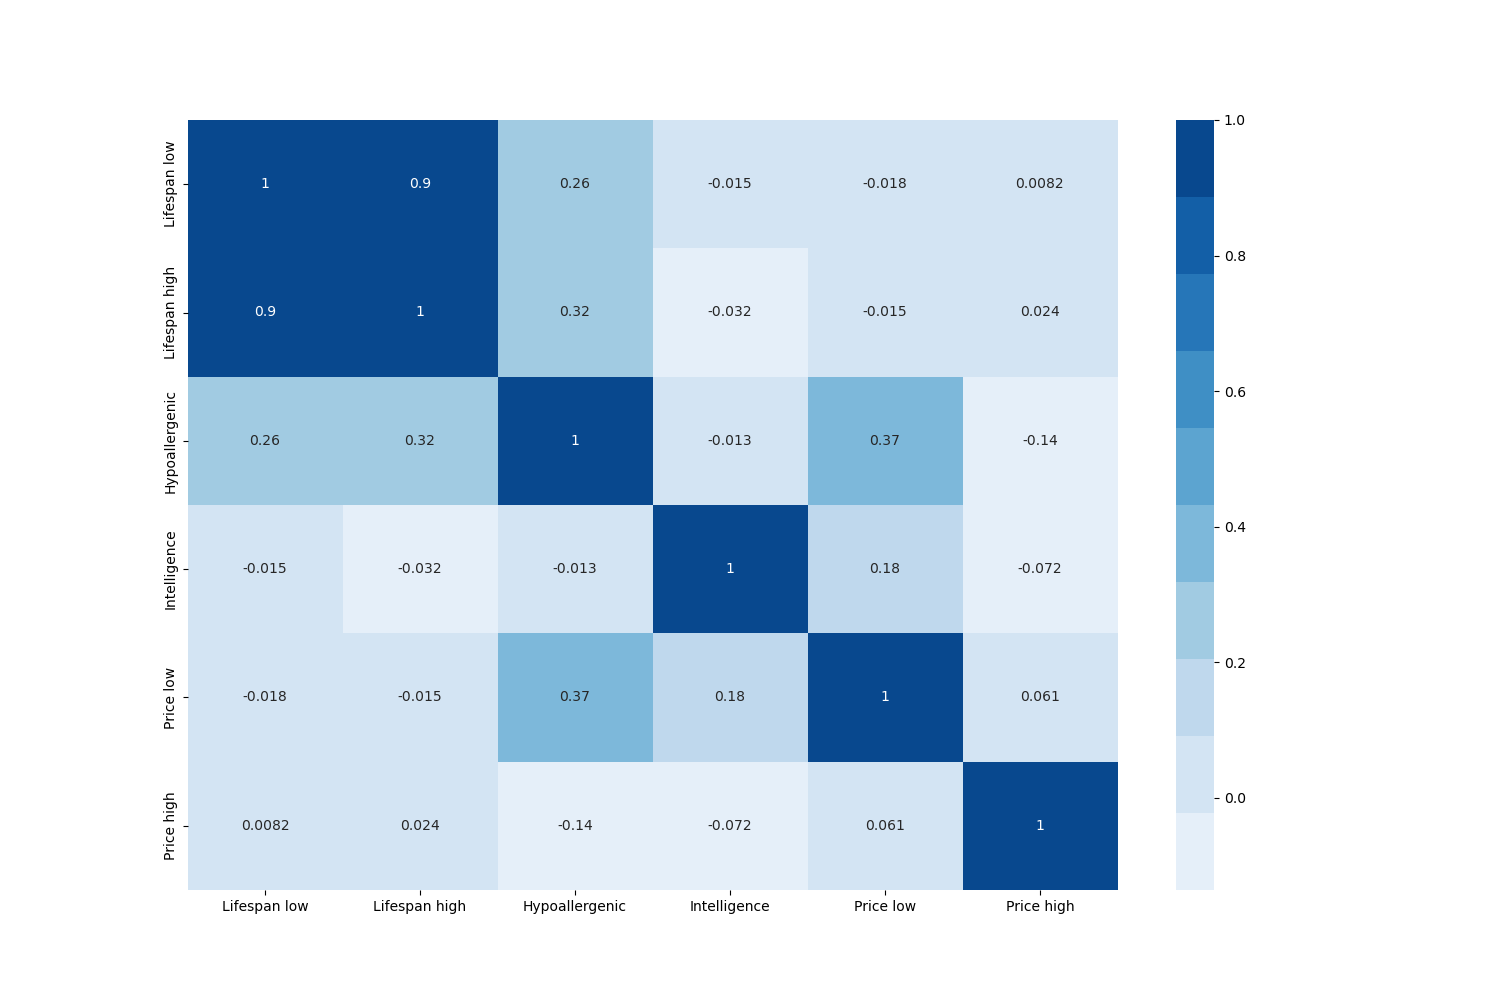 1.0
Lifespan low 1 0.9 0.26 -0.015 -0.018 0.0082
0.8
Lifespan high 0.9 1 0.32 -0.032 -0.015 0.024
0.6
Hypoallergenic 0.26 0.32 1 -0.013 0.37 -0.14
0.4
Intelligence -0.015 -0.032 -0.013 1 0.18 -0.072
0.2
Price low -0.018 -0.015 0.37 0.18 1 0.061
0.0
Price high 0.0082 0.024 -0.14 -0.072 0.061 1
Lifespan low Lifespan high Hypoallergenic Intelligence Price low Price high